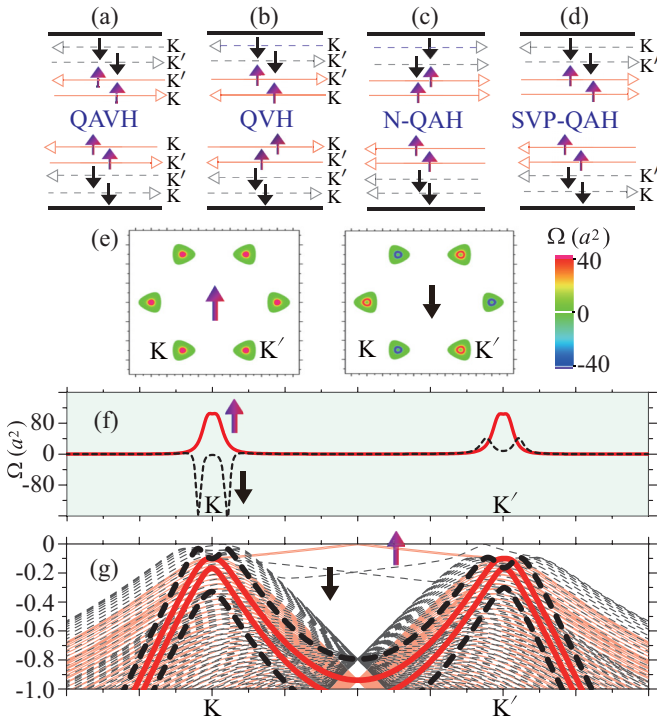 (a) (b) (c) (d)
K K
K′ K′
K′ K′
K K
QAVH QVH N-QAH SVP-QAH
K K
K′ K′
K′ K′ K′
K K K
(e) Ω (a²)
40
0
-40
K K′ K K′
(f)
Ω (a²)
80
0
-80
K K′
(g)
0
-0.2
-0.4
-0.6
-0.8
-1.0
K K′